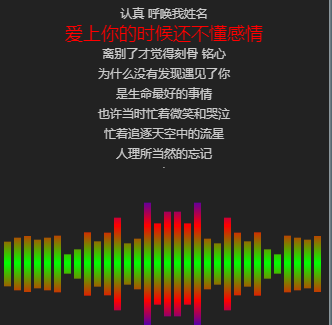 认真 呼唤我姓名
爱上你的时候还不懂感情
离别了才觉得刻骨 铭心
为什么没有发现遇见了你
是生命最好的事情
也许当时忙着微笑和哭泣
忙着追逐天空中的流星
人理所当然的忘记